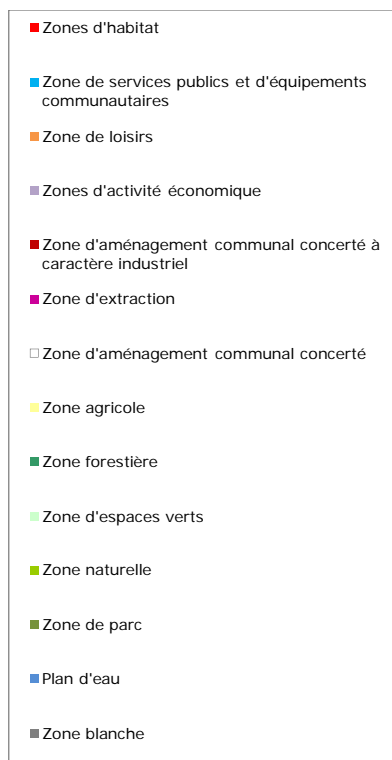 Zones d'habitat
Zone de services publics et d'équipements
communautaires
Zone de loisirs
Zones d'activité économique
Zone d'aménagement communal concerté à
caractère industriel
Zone d'extraction
Zone d'aménagement communal concerté
Zone agricole
Zone forestière
Zone d'espaces verts
Zone naturelle
Zone de parc
Plan d'eau
Zone blanche